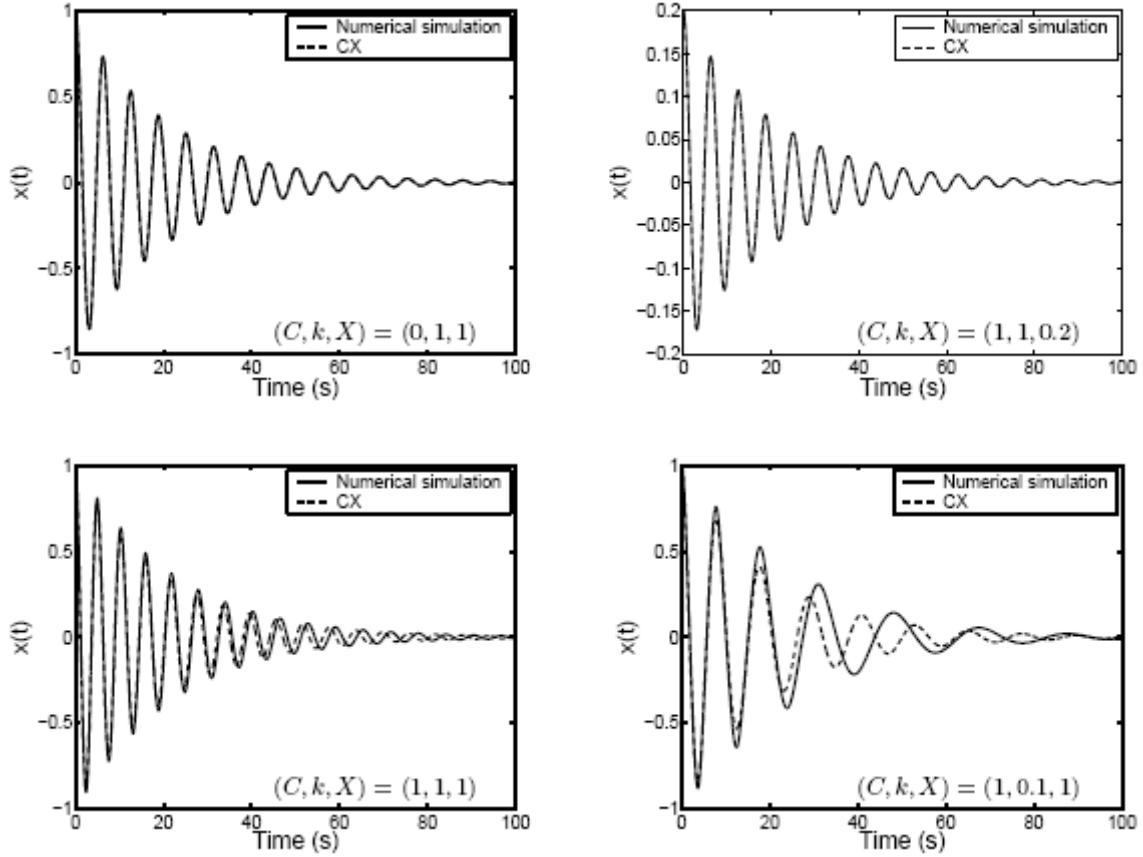 1
0.5
0
−0.5
−1
x(t)
Numerical simulation
CX
(C, k, X) = (0, 1, 1)
0 20 40 60 80 100
Time (s)
0.2
0.15
0.1
0.05
0
−0.05
−0.1
−0.15
−0.2
x(t)
Numerical simulation
CX
(C, k, X) = (1, 1, 0.2)
0 20 40 60 80 100
Time (s)
1
0.5
0
−0.5
−1
x(t)
Numerical simulation
CX
(C, k, X) = (1, 1, 1)
0 20 40 60 80 100
Time (s)
1
0.5
0
−0.5
−1
x(t)
Numerical simulation
CX
(C, k, X) = (1, 0.1, 1)
0 20 40 60 80 100
Time (s)